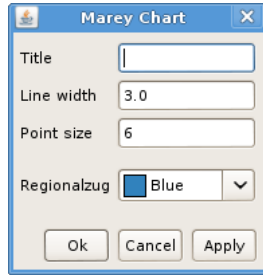 Marey Chart
Title
Line width 3.0
Point size 6
Regionalzug Blue
Ok Cancel Apply